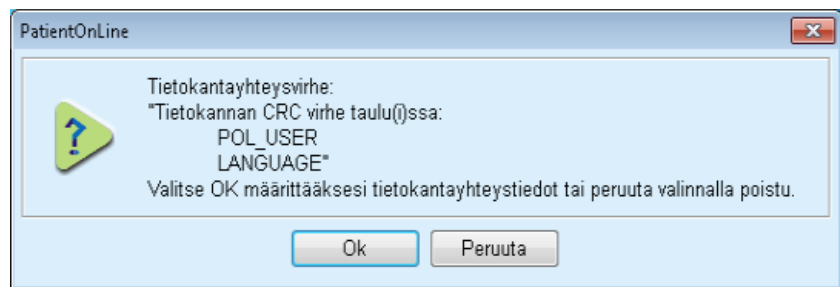 PatientOnLine
Tietokantayhteysvirhe:
"Tietokannan CRC virhe taulu(i)ssa:
POL_USER
LANGUAGE"
Valitse OK määrittääksesi tietokantayhteystiedot tai peruuta valinnalla poistu.
Ok
Peruuta